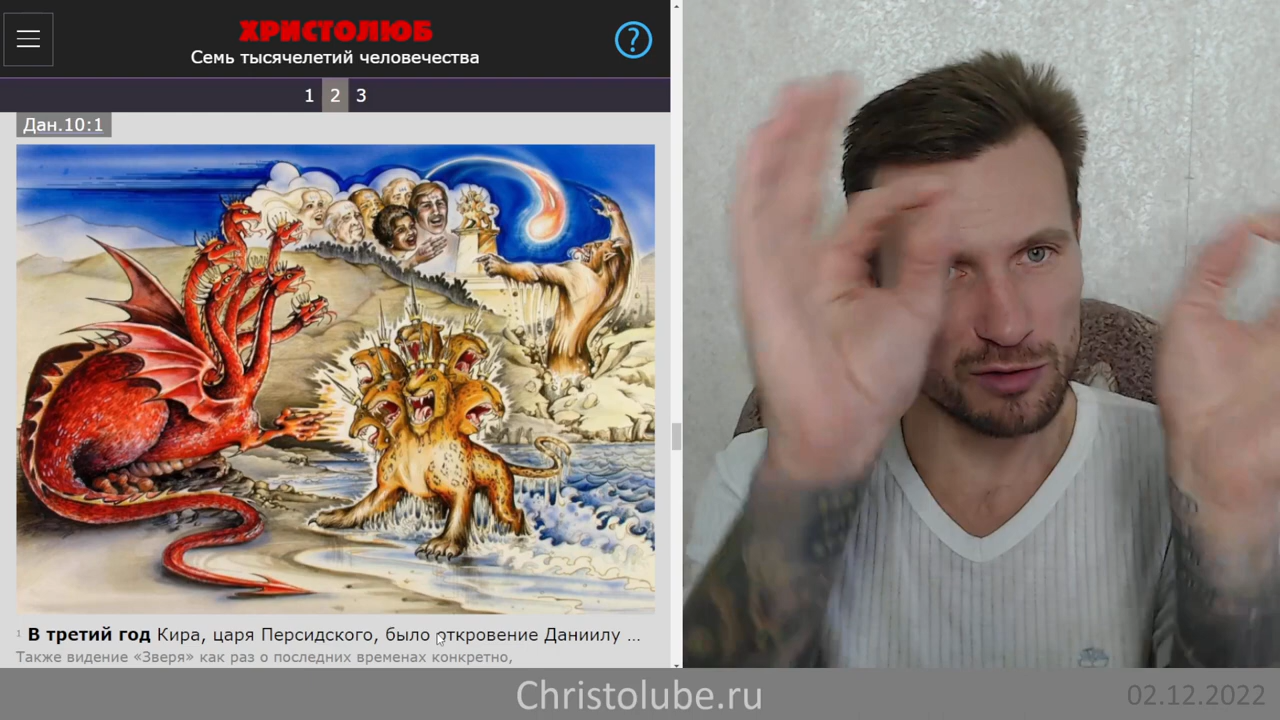 ХРИСТОЛЮБ
Семь тысячелетий человечества
?
1 2 3
Дан.10:1
1 В третий год Кира, царя Персидского, было откровение Даниилу ...
Также видение «Зверя» как раз о последних временах конкретно,
Christolube.ru
02.12.2022